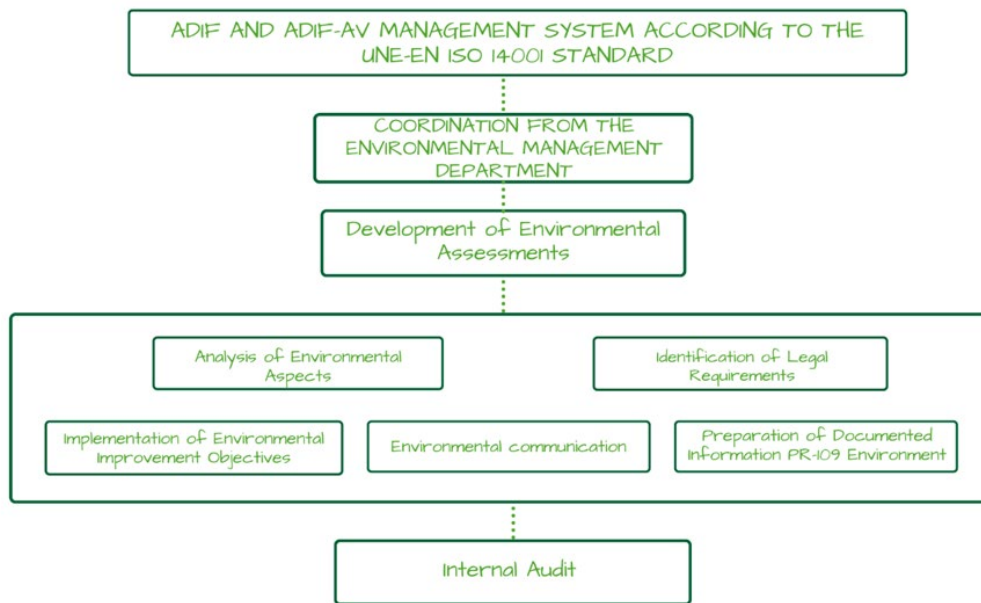 ADIF AND ADIF-AV MANAGEMENT SYSTEM ACCORDING TO THE
UNE-EN ISO 14001 STANDARD
COORDINATION FROM THE
ENVIRONMENTAL MANAGEMENT
DEPARTMENT
Development of Environmental
Assessments
Analysis of Environmental
Aspects
Identification of Legal
Requirements
Implementation of Environmental
Improvement Objectives
Environmental communication
Preparation of Documented
Information PR-109 Environment
Internal Audit